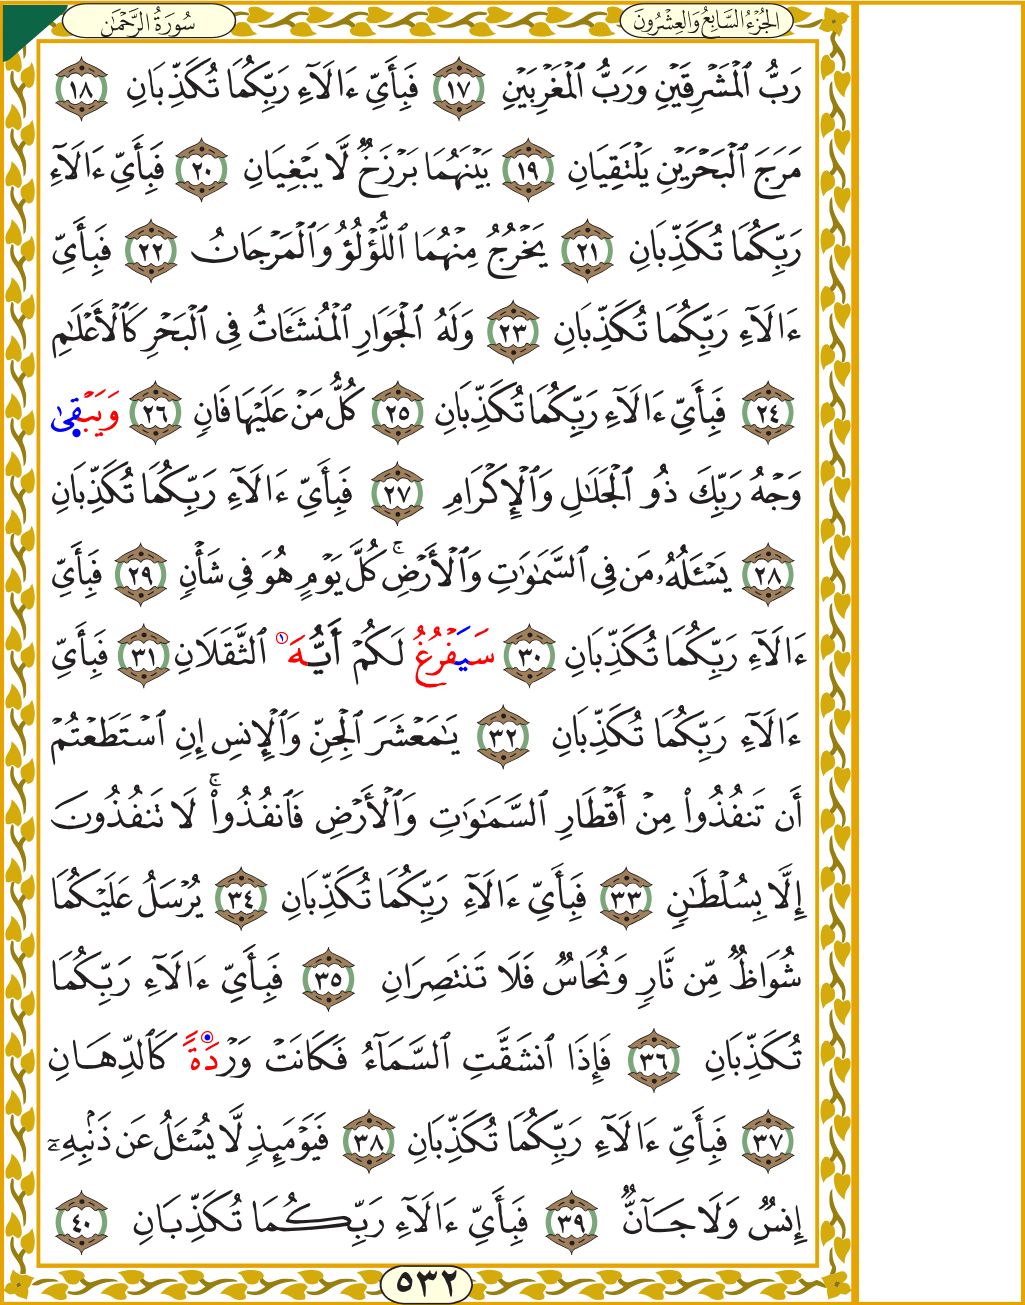 الجُزْءُ السَّابِعُ وَالعِشْرُونَ
سُورَةُ الرَّحْمَٰن
رَبُّ ٱلْمَشْرِقَيْنِ وَرَبُّ ٱلْمَغْرِبَيْنِ ١٧ فَبِأَيِّ ءَالَآءِ رَبِّكُمَا تُكَذِّبَانِ ١٨
مَرَجَ ٱلْبَحْرَيْنِ يَلْتَقِيَانِ ١٩ بَيْنَهُمَا بَرْزَخٌ لَّا يَبْغِيَانِ ٢٠ فَبِأَيِّ ءَالَآءِ
رَبِّكُمَا تُكَذِّبَانِ ٢١ يَخْرُجُ مِنْهُمَا ٱللُّؤْلُؤُ وَٱلْمَرْجَانُ ٢٢ فَبِأَيِّ
ءَالَآءِ رَبِّكُمَا تُكَذِّبَانِ ٢٣ وَلَهُ ٱلْجَوَارِ ٱلْمُنشَـَٔاتُ فِى ٱلْبَحْرِ كَٱلْأَعْلَٰمِ
٢٤ فَبِأَيِّ ءَالَآءِ رَبِّكُمَا تُكَذِّبَانِ ٢٥ كُلُّ مَنْ عَلَيْهَا فَانٍ ٢٦ وَيَبْقَىٰ
وَجْهُ رَبِّكَ ذُو ٱلْجَلَٰلِ وَٱلْإِكْرَامِ ٢٧ فَبِأَيِّ ءَالَآءِ رَبِّكُمَا تُكَذِّبَانِ
٢٨ يَسْـَٔلُهُۥ مَن فِى ٱلسَّمَٰوَٰتِ وَٱلْأَرْضِ ۚ كُلَّ يَوْمٍ هُوَ فِى شَأْنٍ ٢٩ فَبِأَيِّ
ءَالَآءِ رَبِّكُمَا تُكَذِّبَانِ ٣٠ سَيَفْرُغُ لَكُمْ أَيُّهَ ١ ٱلثَّقَلَانِ ٣١ فَبِأَيِّ
ءَالَآءِ رَبِّكُمَا تُكَذِّبَانِ ٣٢ يَٰمَعْشَرَ ٱلْجِنِّ وَٱلْإِنسِ إِنِ ٱسْتَطَعْتُمْ
أَن تَنفُذُوا۟ مِنْ أَقْطَارِ ٱلسَّمَٰوَٰتِ وَٱلْأَرْضِ فَٱنفُذُوا۟ ۚ لَا تَنفُذُونَ
إِلَّا بِسُلْطَٰنٍ ٣٣ فَبِأَيِّ ءَالَآءِ رَبِّكُمَا تُكَذِّبَانِ ٣٤ يُرْسَلُ عَلَيْكُمَا
شُوَاظٌ مِّن نَّارٍ وَنُحَاسٌ فَلَا تَنتَصِرَانِ ٣٥ فَبِأَيِّ ءَالَآءِ رَبِّكُمَا
تُكَذِّبَانِ ٣٦ فَإِذَا ٱنشَقَّتِ ٱلسَّمَآءُ فَكَانَتْ وَرْدَةً كَٱلدِّهَانِ
٣٧ فَبِأَيِّ ءَالَآءِ رَبِّكُمَا تُكَذِّبَانِ ٣٨ فَيَوْمَئِذٍ لَّا يُسْـَٔلُ عَن ذَنۢبِهِۦٓ
إِنسٌ وَلَا جَآنٌّ ٣٩ فَبِأَيِّ ءَالَآءِ رَبِّكُمَا تُكَذِّبَانِ ٤٠
٥٣٢